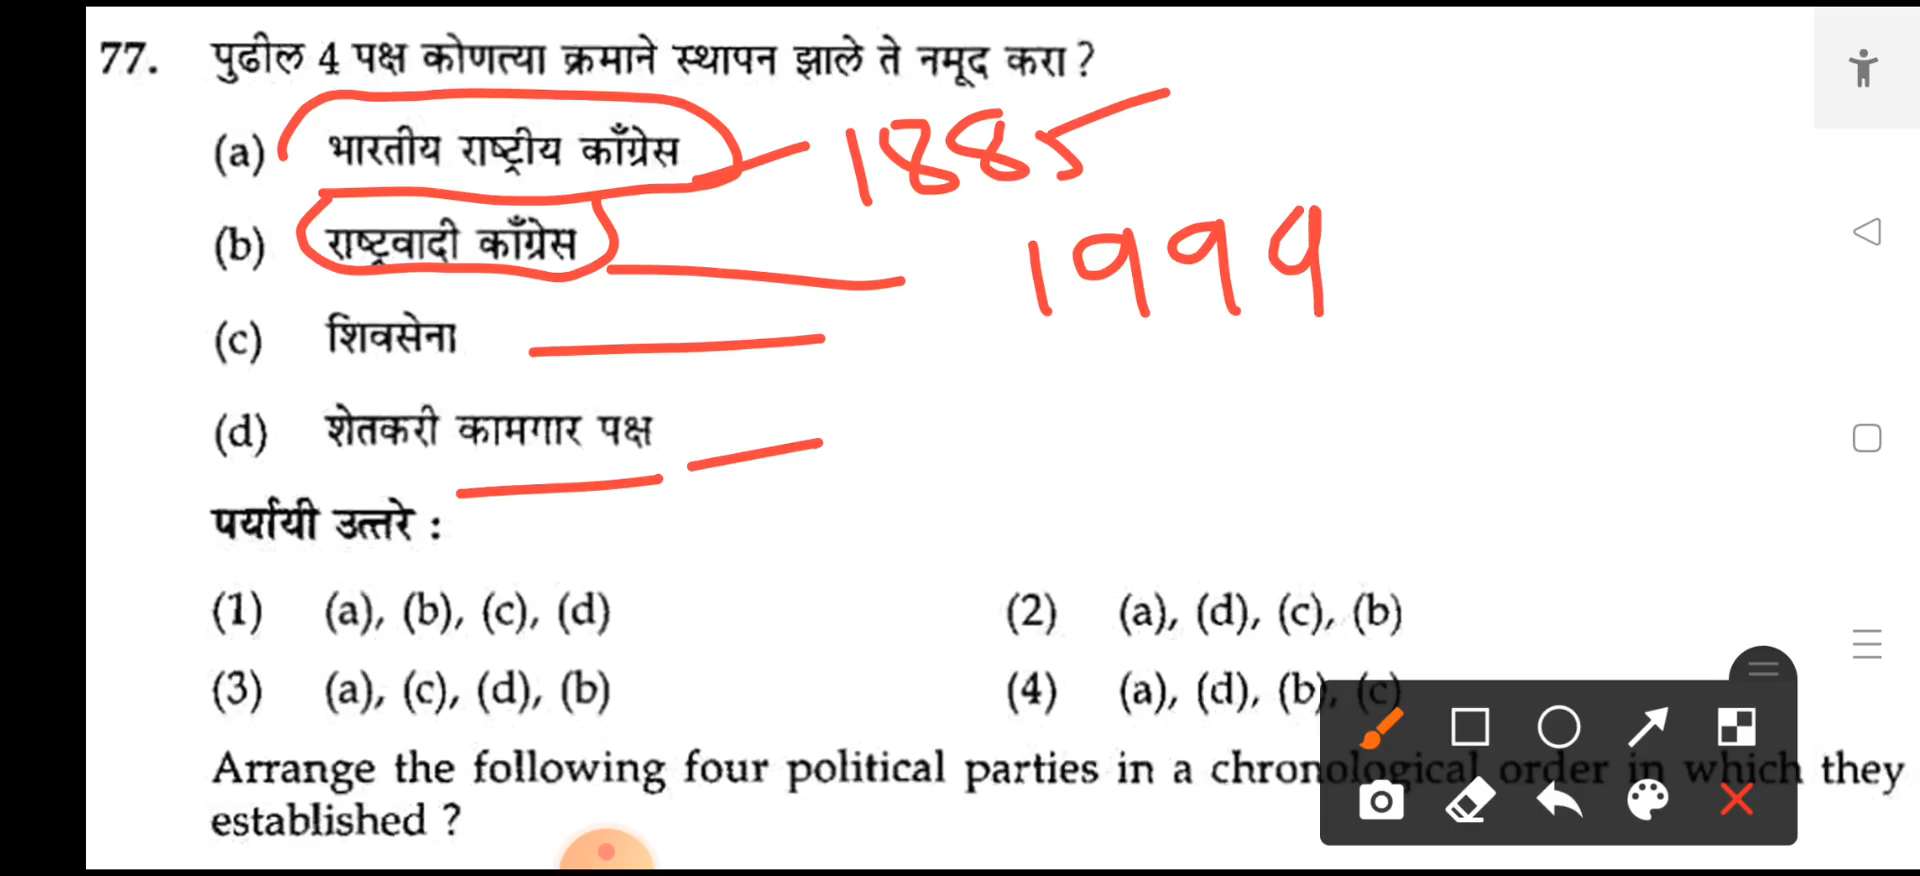 77. पुढील 4 पक्ष कोणत्या क्रमाने स्थापन झाले ते नमूद करा ?
(a) भारतीय राष्ट्रीय काँग्रेस 1885
(b) राष्ट्रवादी काँग्रेस 1999
(c) शिवसेना
(d) शेतकरी कामगार पक्ष
पर्यायी उत्तरे :
(1) (a), (b), (c), (d) (2) (a), (d), (c), (b)
(3) (a), (c), (d), (b) (4) (a), (d), (b), (c)
Arrange the following four political parties in a chronological order in which they
established ?